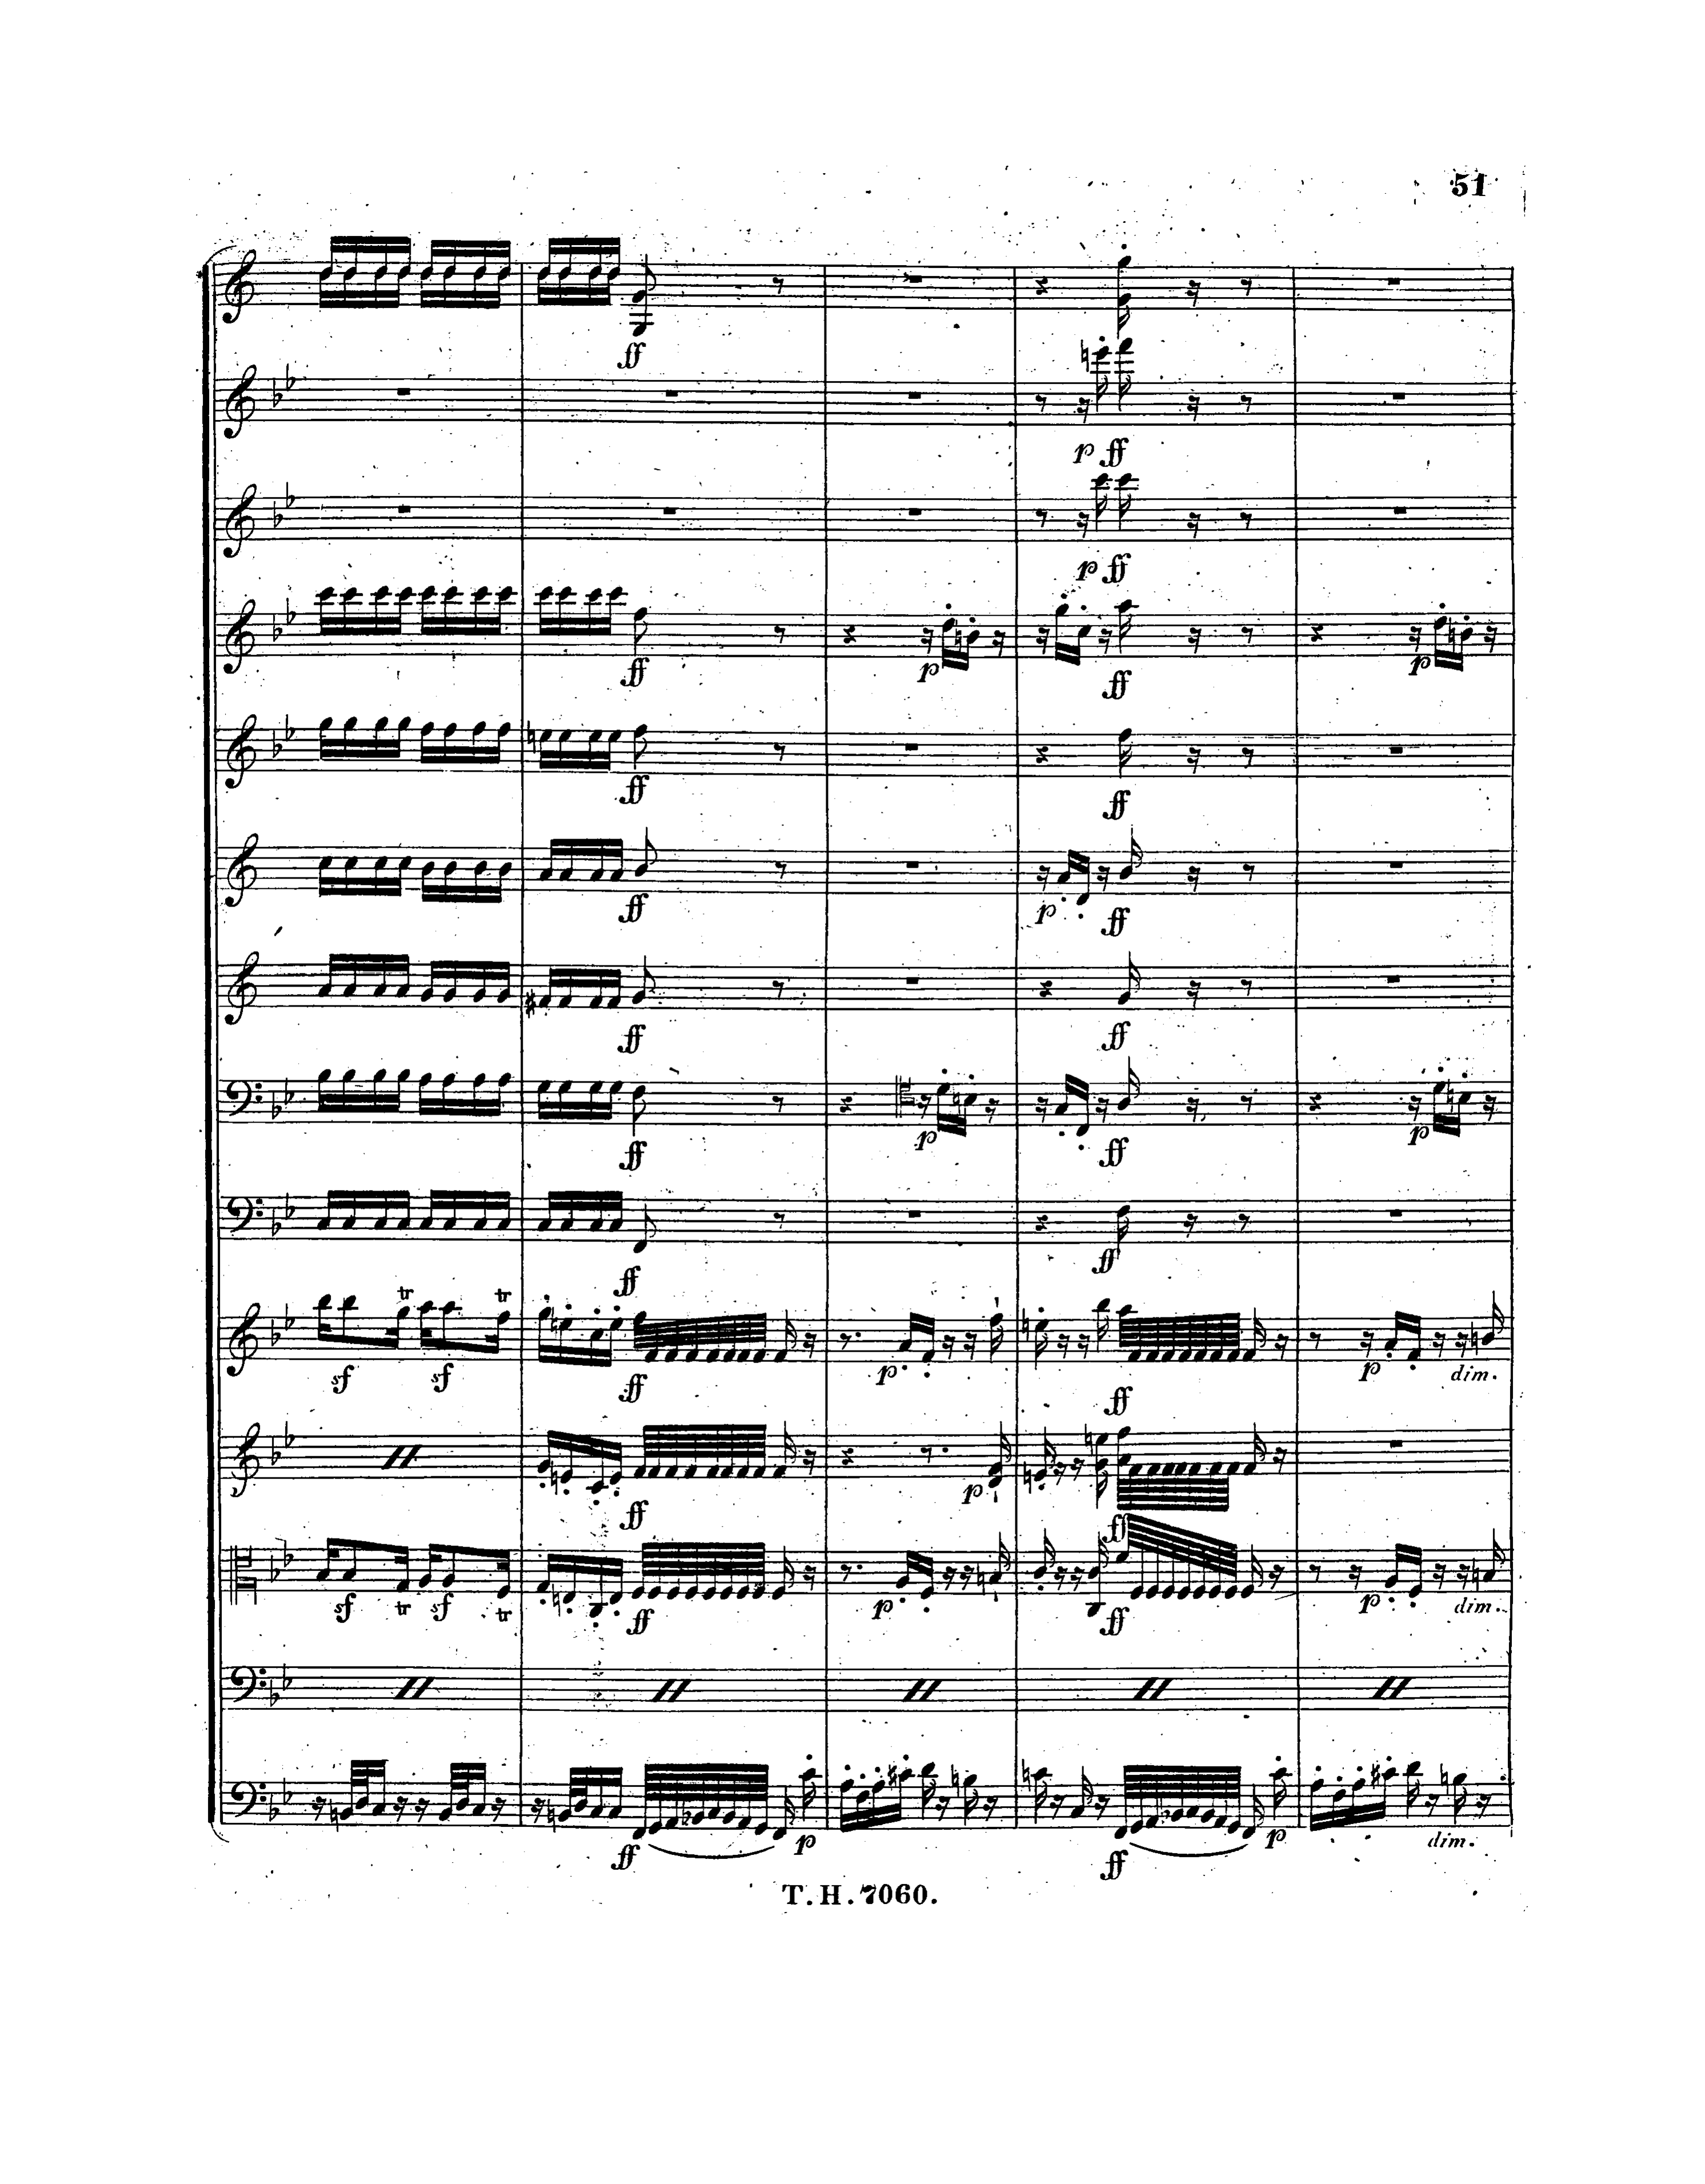 51
ff
p ff
p ff
ff p ff p
ff ff
ff p ff
ff ff
ff p ff p
ff ff
tr tr
sf sf ff p ff p dim.
ff p ff
sf tr sf tr ff p ff p dim.
ff p ff p dim.
T.H.7060.